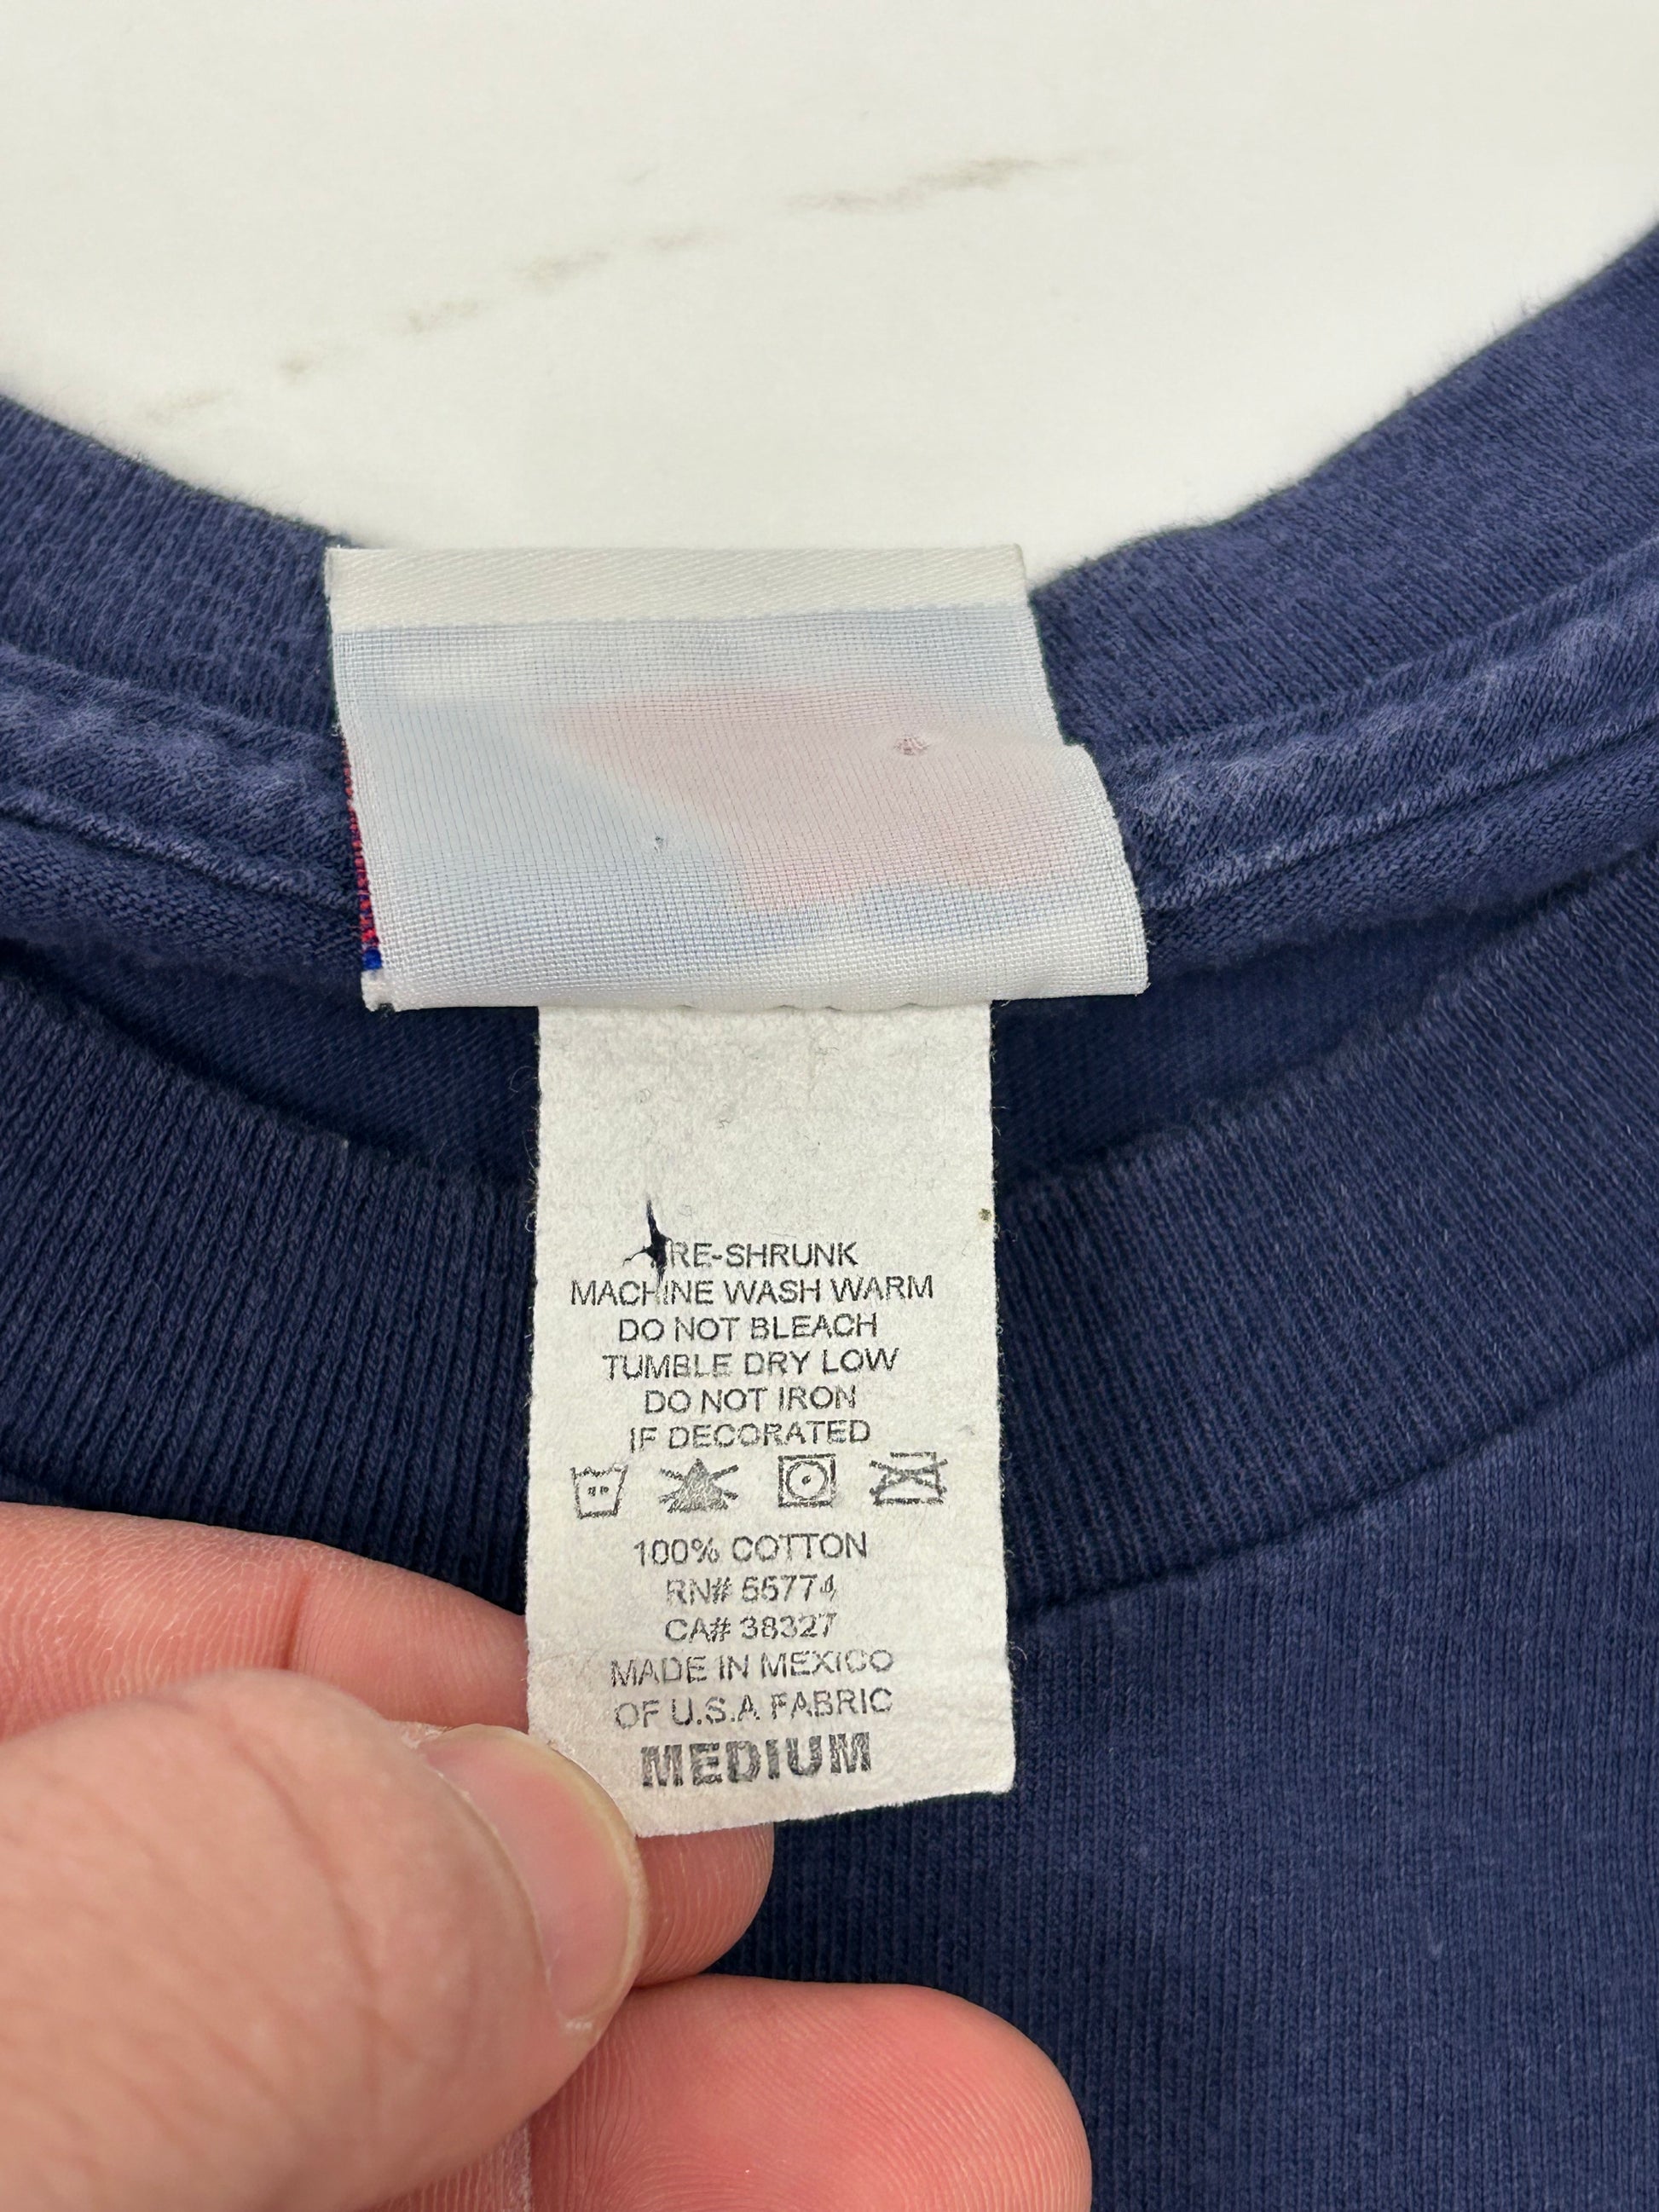 RE-SHRUNK
MACHINE WASH WARM
DO NOT BLEACH
TUMBLE DRY LOW
DO NOT IRON
IF DECORATED
100% COTTON
RN# 55774
CA# 38327
MADE IN MEXICO
OF U.S.A FABRIC
MEDIUM